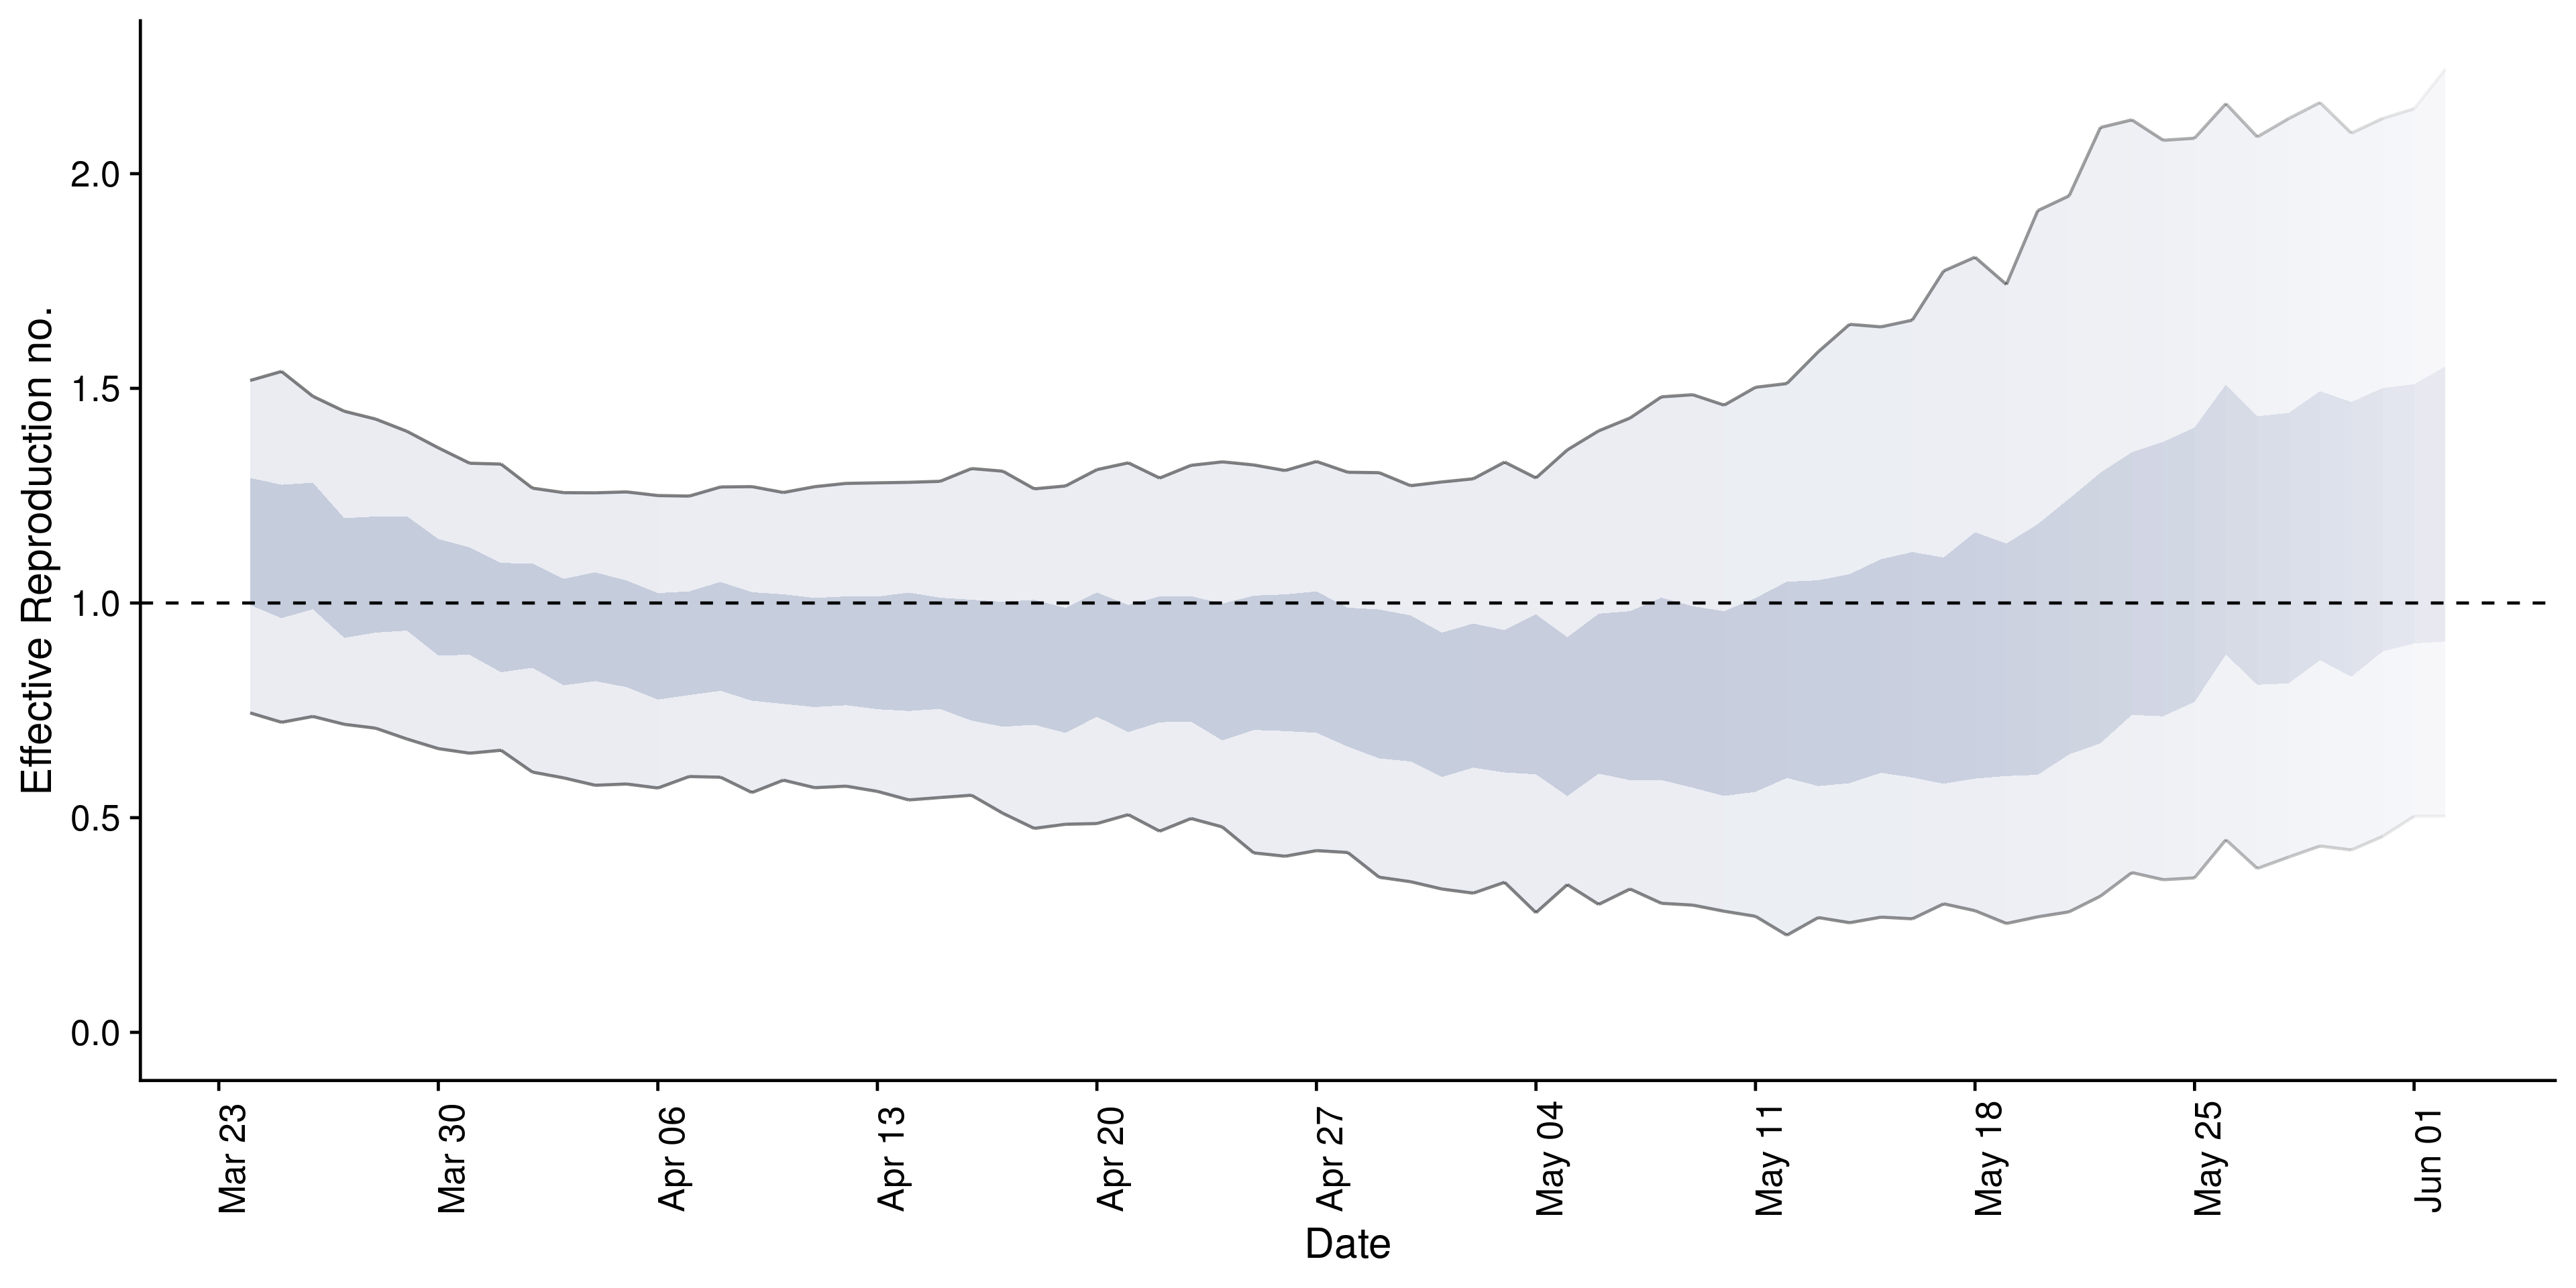 Effective Reproduction no.
2.0
1.5
1.0
0.5
0.0
Mar 23
Mar 30
Apr 06
Apr 13
Apr 20
Apr 27
May 04
May 11
May 18
May 25
Jun 01
Date